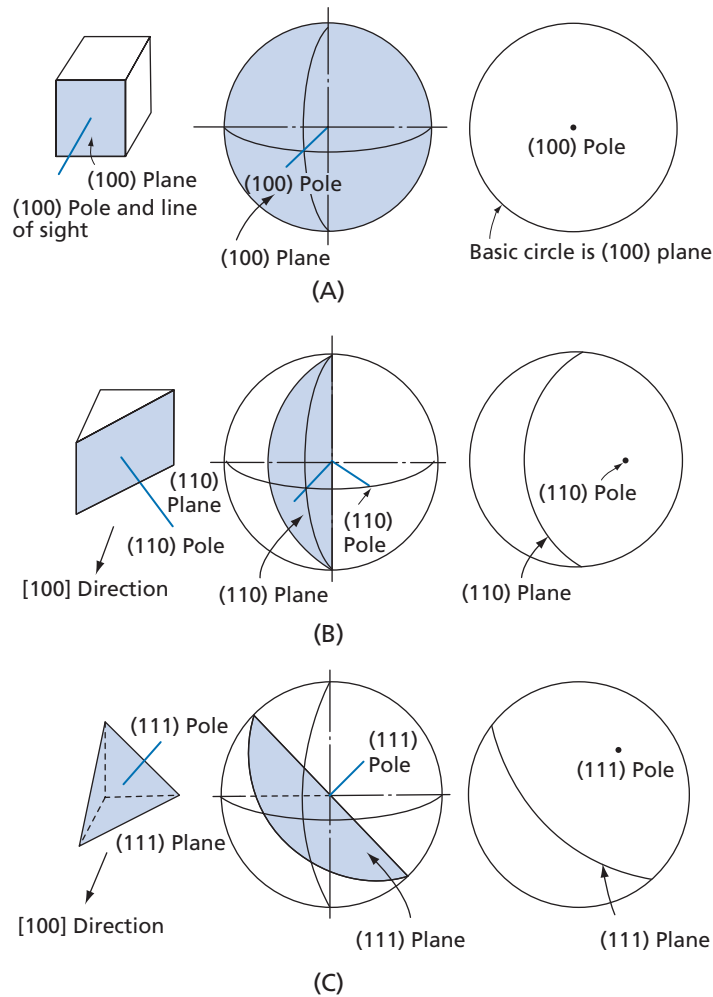 (100) Plane
(100) Pole and line
of sight
(100) Pole
(100) Plane
(100) Pole
Basic circle is (100) plane
(A)
(110)
Plane
(110) Pole
[100] Direction
(110)
Pole
(110) Plane
(110) Pole
(110) Plane
(B)
(111) Pole
(111) Plane
[100] Direction
(111)
Pole
(111) Plane
(111) Pole
(111) Plane
(C)